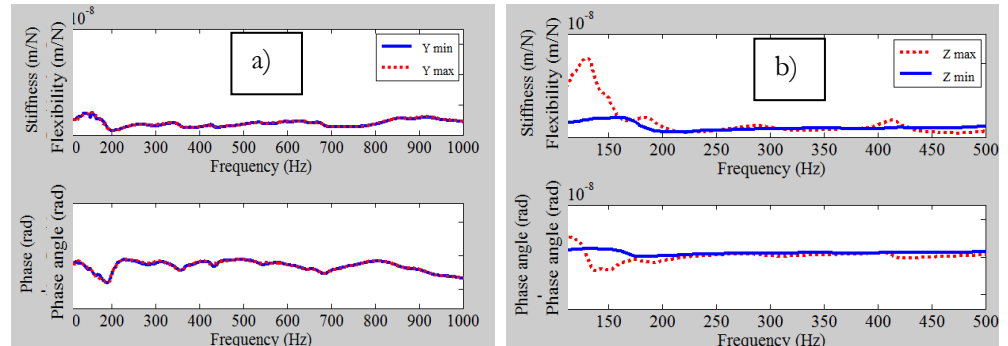 10^-8
Stiffness (m/N)
Flexibility (m/N)
a)
Y min
Y max
0 200 300 400 500 600 700 800 900 1000
Frequency (Hz)
Phase (rad)
Phase angle (rad)
0 200 300 400 500 600 700 800 900 1000
Frequency (Hz)
10^-8
Stiffness (m/N)
Flexibility (m/N)
b)
Z max
Z min
150 200 250 300 350 400 450 500
Frequency (Hz)
10^-8
Phase (rad)
Phase angle (rad)
150 200 250 300 350 400 450 500
Frequency (Hz)